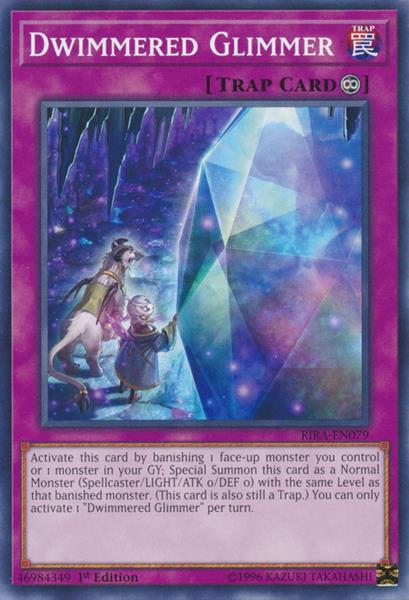 Dwimmered Glimmer
TRAP
罠
[Trap Card ♾]
RIRA-EN079
Activate this card by banishing 1 face-up monster you control
or 1 monster in your GY; Special Summon this card as a Normal
Monster (Spellcaster/LIGHT/ATK 0/DEF 0) with the same Level as
that banished monster. (This card is also still a Trap.) You can only
activate 1 "Dwimmered Glimmer" per turn.
46984349 1st Edition ©1996 KAZUKI TAKAHASHI